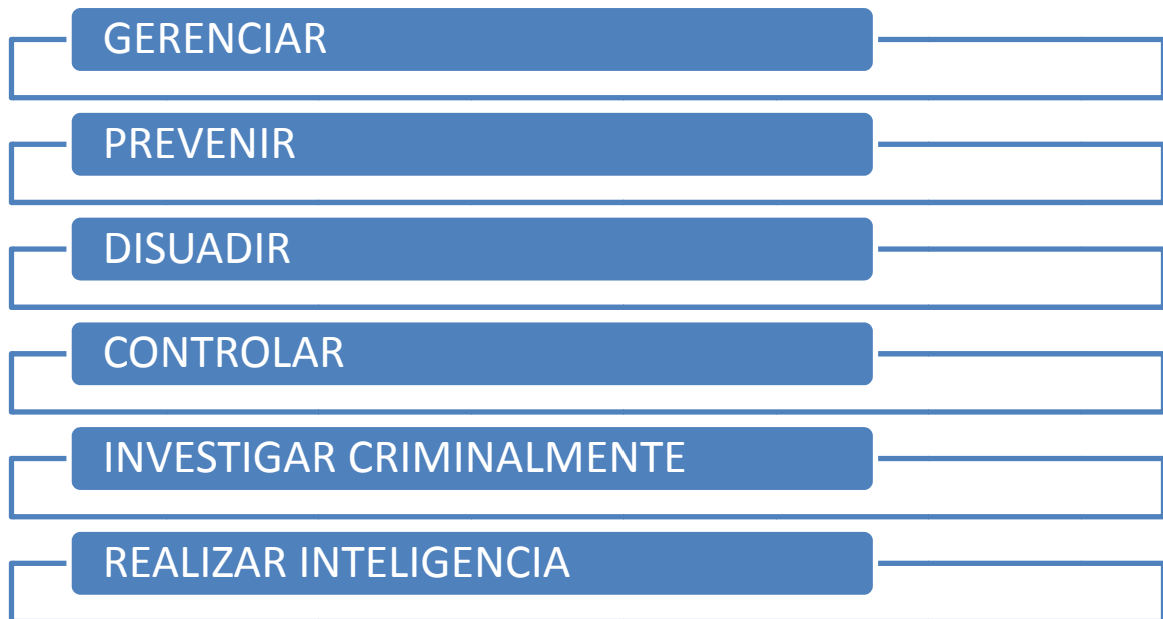 GERENCIAR
PREVENIR
DISUADIR
CONTROLAR
INVESTIGAR CRIMINALMENTE
REALIZAR INTELIGENCIA